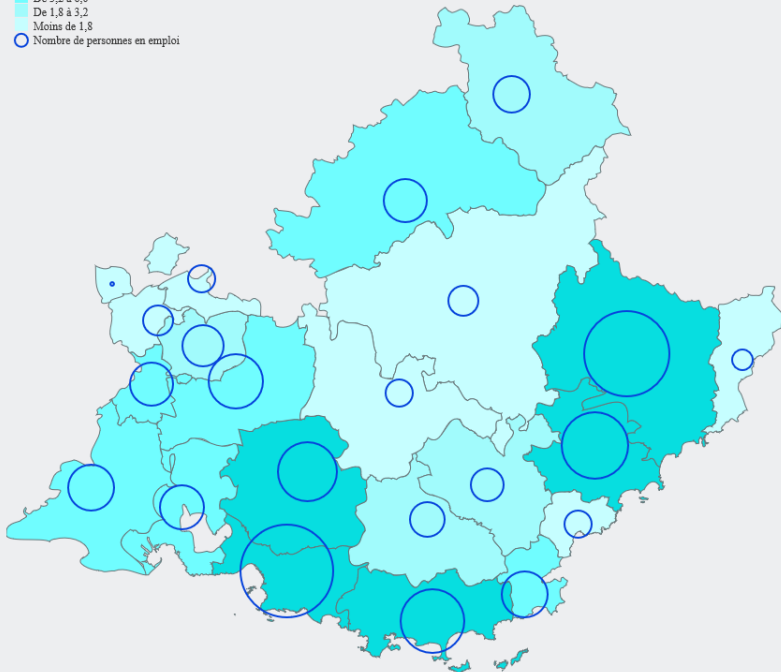 De 1,8 à 3,2
Moins de 1,8
Nombre de personnes en emploi